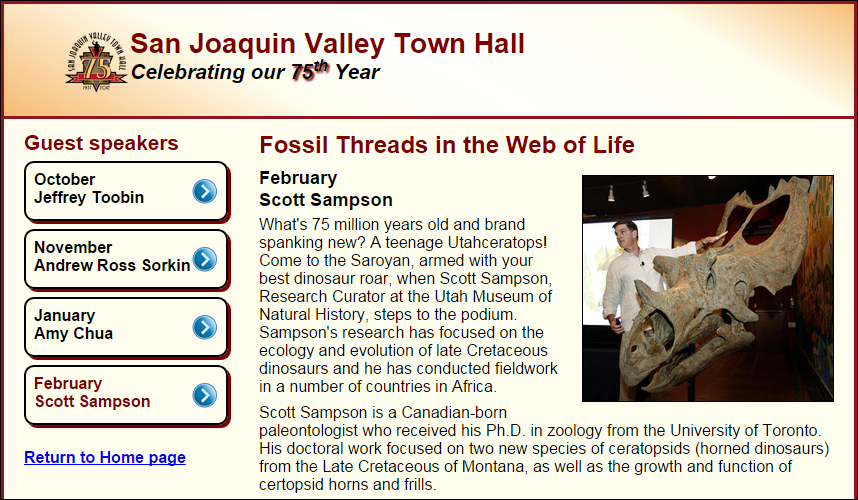 SAN JOAQUIN VALLEY TOWN HALL
75
1937 2012
San Joaquin Valley Town Hall
Celebrating our 75th Year
Guest speakers
October
Jeffrey Toobin
November
Andrew Ross Sorkin
January
Amy Chua
February
Scott Sampson
Return to Home page
Fossil Threads in the Web of Life
February
Scott Sampson
What's 75 million years old and brand
spanking new? A teenage Utahceratops!
Come to the Saroyan, armed with your
best dinosaur roar, when Scott Sampson,
Research Curator at the Utah Museum of
Natural History, steps to the podium.
Sampson's research has focused on the
ecology and evolution of late Cretaceous
dinosaurs and he has conducted fieldwork
in a number of countries in Africa.
Scott Sampson is a Canadian-born
paleontologist who received his Ph.D. in zoology from the University of Toronto.
His doctoral work focused on two new species of ceratopsids (horned dinosaurs)
from the Late Cretaceous of Montana, as well as the growth and function of
certopsid horns and frills.